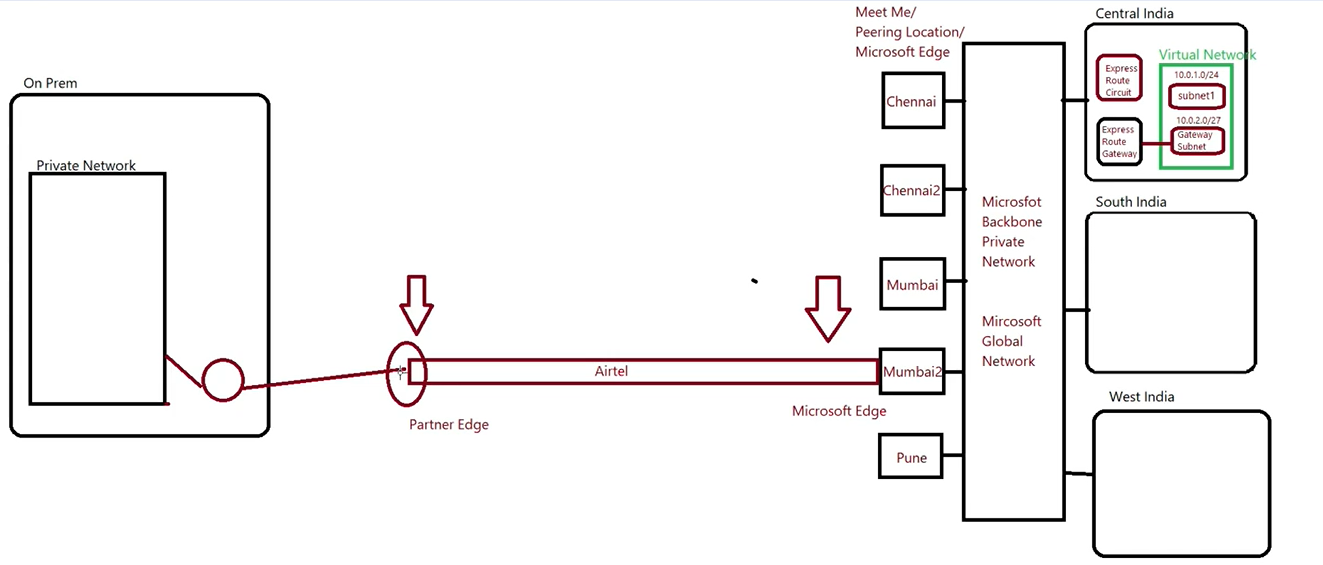 On Prem
Private Network
Partner Edge
Airtel
Microsoft Edge
Meet Me/
Peering Location/
Microsoft Edge
Chennai
Chennai2
Mumbai
Mumbai2
Pune
Microsfot
Backbone
Private
Network
Mircosoft
Global
Network
Central India
Express
Route
Circuit
Express
Route
Gateway
Virtual Network
10.0.1.0/24
subnet1
10.0.2.0/27
Gateway
Subnet
South India
West India